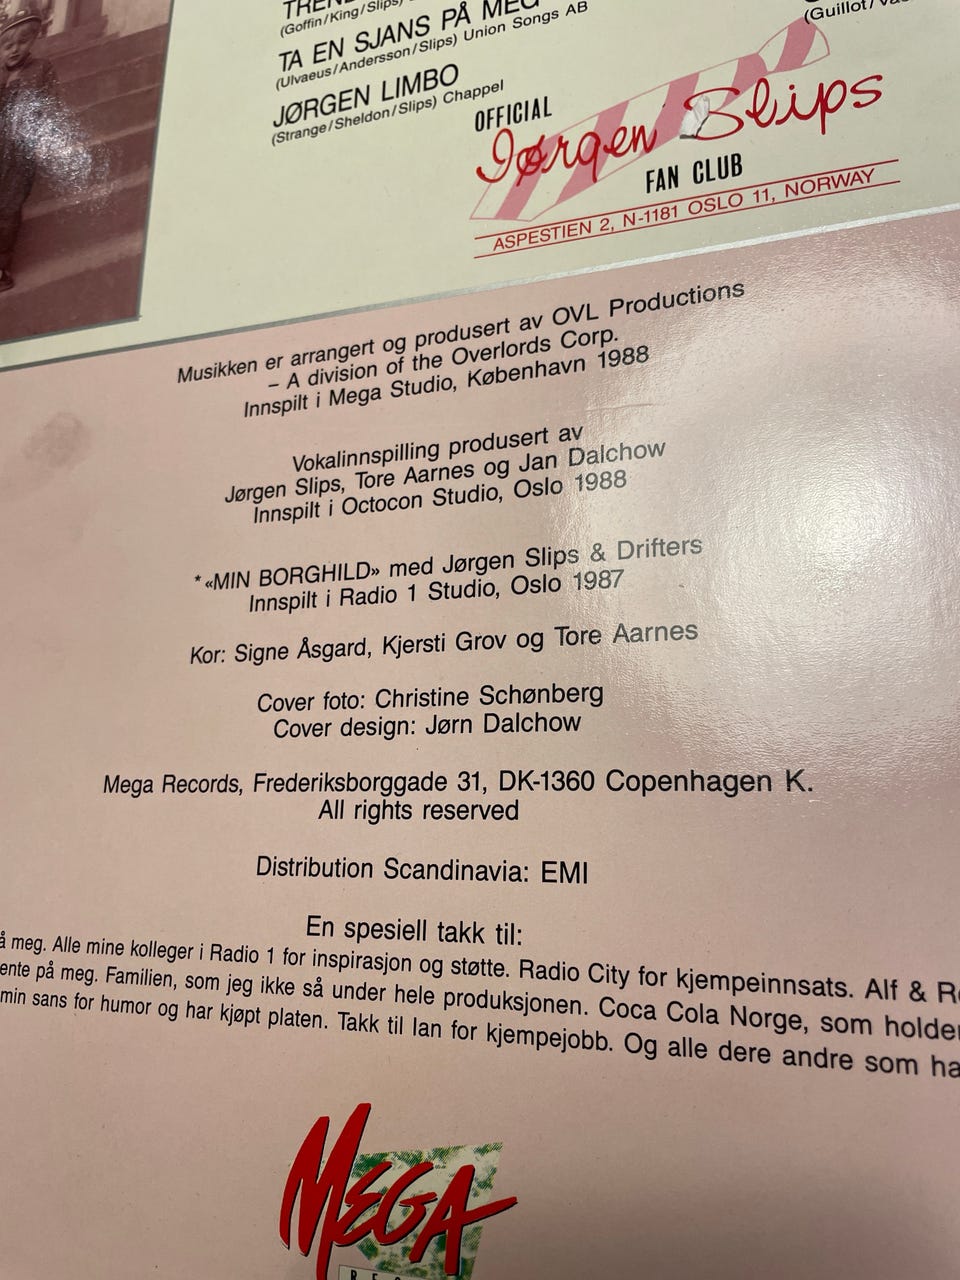 (Goffin/King/Slips)
TA EN SJANS PÅ MEG
(Ulvaeus/Andersson/Slips) Union Songs AB
JØRGEN LIMBO
(Strange/Sheldon/Slips) Chappel
(Guillot/
OFFICIAL
Jørgen Slips
FAN CLUB
ASPESTIEN 2, N-1181 OSLO 11, NORWAY
Musikken er arrangert og produsert av OVL Productions
– A division of the Overlords Corp.
Innspilt i Mega Studio, København 1988
Vokalinnspilling produsert av
Jørgen Slips, Tore Aarnes og Jan Dalchow
Innspilt i Octocon Studio, Oslo 1988
*«MIN BORGHILD» med Jørgen Slips & Drifters
Innspilt i Radio 1 Studio, Oslo 1987
Kor: Signe Åsgard, Kjersti Grov og Tore Aarnes
Cover foto: Christine Schønberg
Cover design: Jørn Dalchow
Mega Records, Frederiksborggade 31, DK-1360 Copenhagen K.
All rights reserved
Distribution Scandinavia: EMI
En spesiell takk til:
å meg. Alle mine kolleger i Radio 1 for inspirasjon og støtte. Radio City for kjempeinnsats. Alf &
ente på meg. Familien, som jeg ikke så under hele produksjonen. Coca Cola Norge, som holder
min sans for humor og har kjøpt platen. Takk til Ian for kjempejobb. Og alle dere andre som ha
MEGA